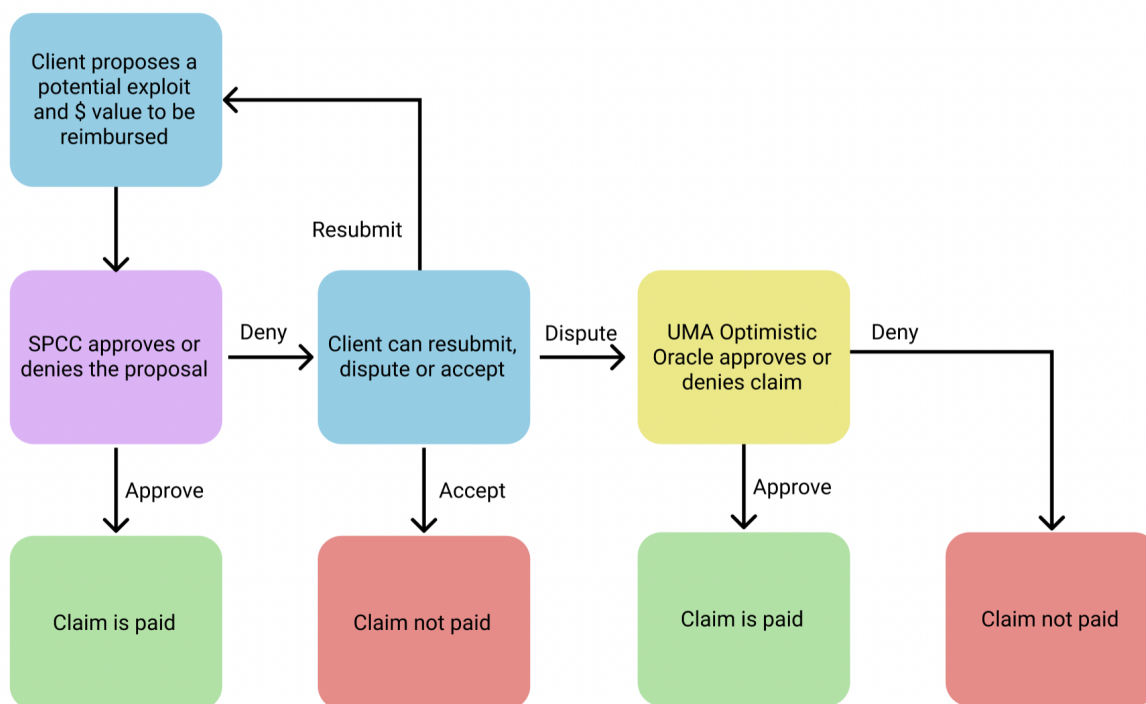 Client proposes a
potential exploit
and $ value to be
reimbursed
Resubmit
SPCC approves or
denies the proposal
Deny
Client can resubmit,
dispute or accept
Dispute
UMA Optimistic
Oracle approves or
denies claim
Deny
Approve
Accept
Approve
Claim is paid
Claim not paid
Claim is paid
Claim not paid